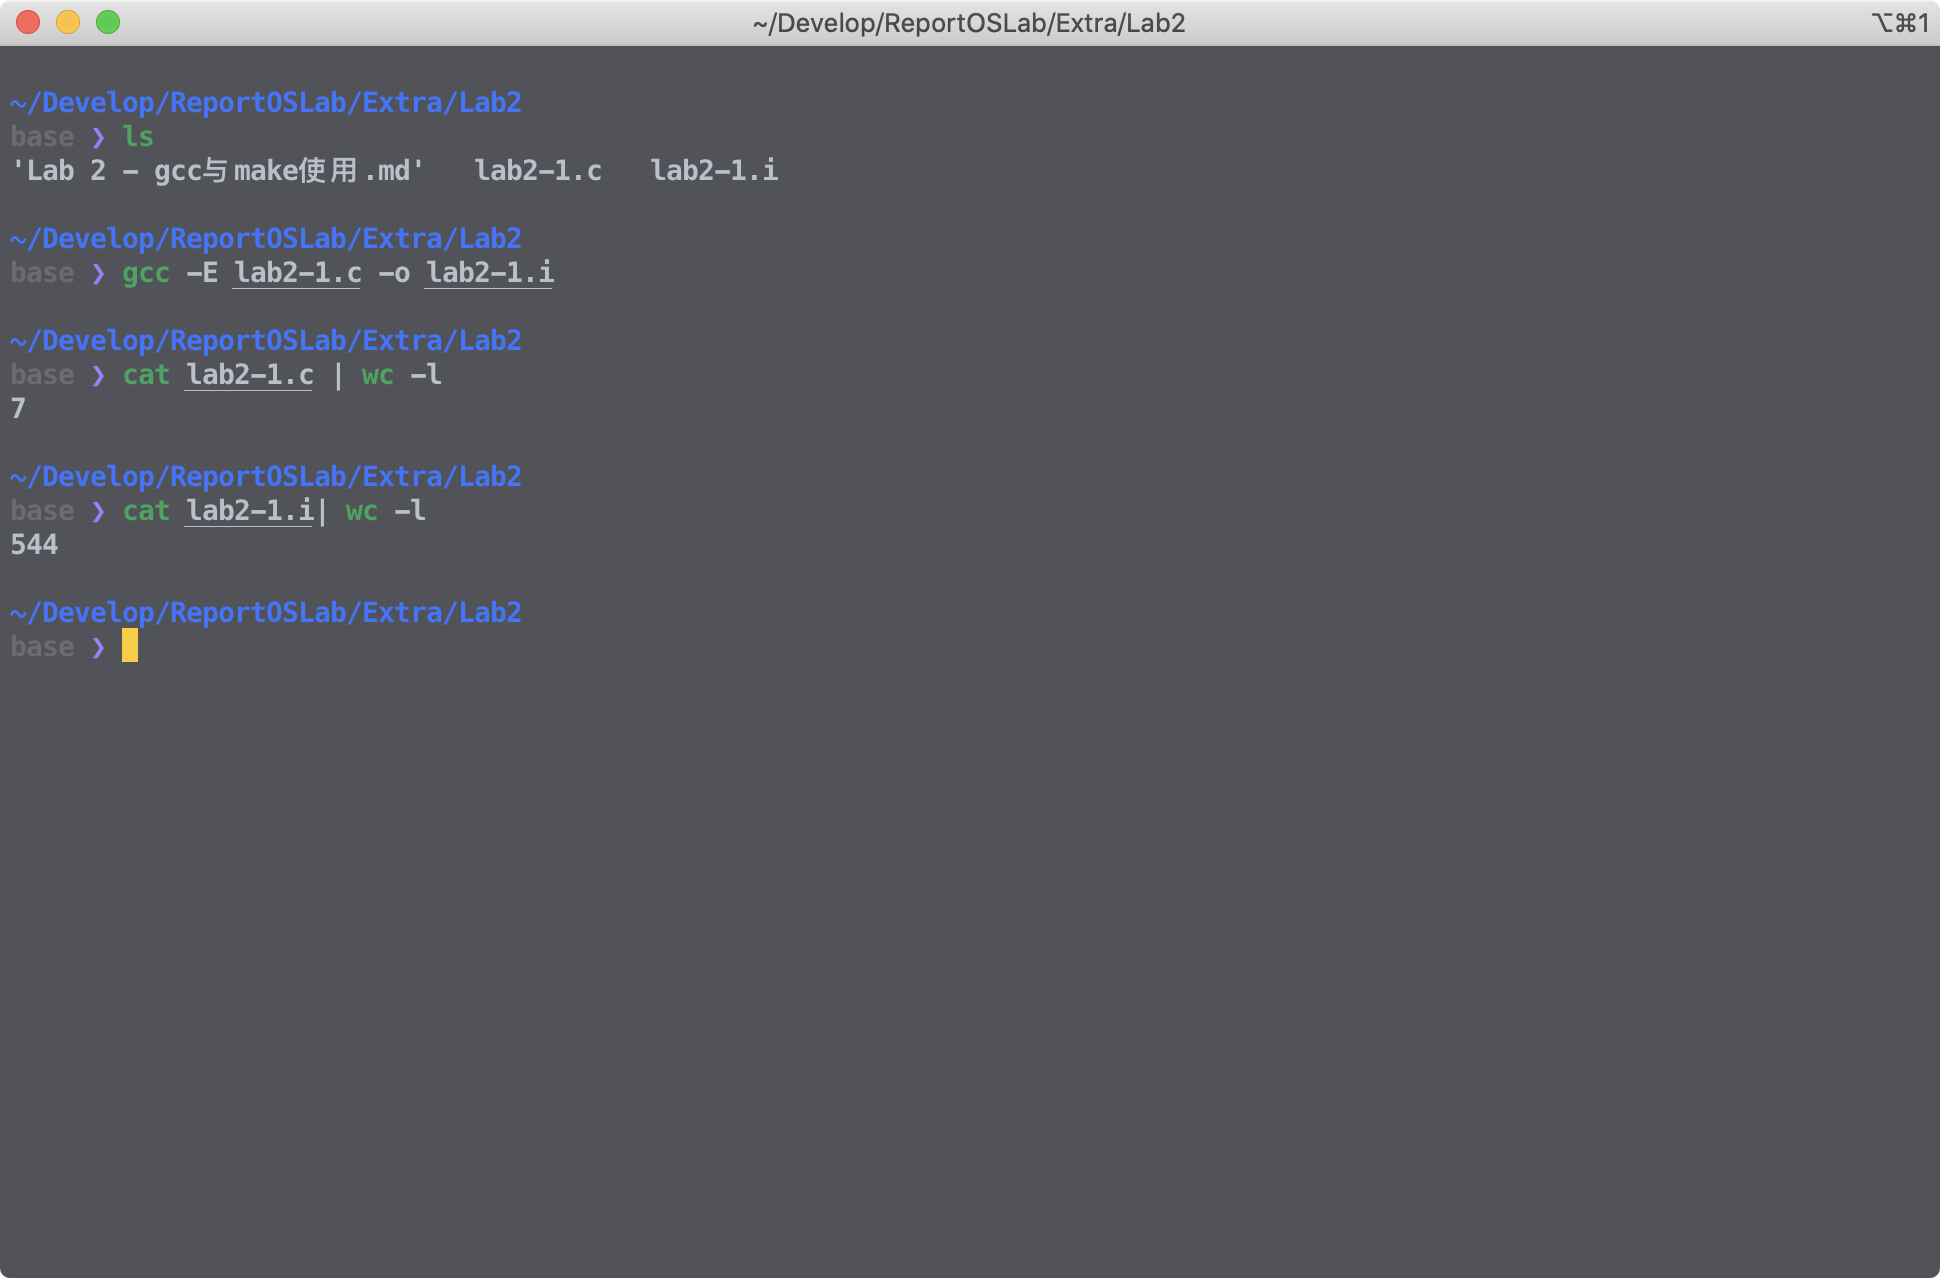 ~/Develop/ReportOSLab/Extra/Lab2
⌥⌘1
~/Develop/ReportOSLab/Extra/Lab2
base ❯ ls
'Lab 2 - gcc与make使用.md'   lab2-1.c   lab2-1.i
~/Develop/ReportOSLab/Extra/Lab2
base ❯ gcc -E lab2-1.c -o lab2-1.i
~/Develop/ReportOSLab/Extra/Lab2
base ❯ cat lab2-1.c | wc -l
7
~/Develop/ReportOSLab/Extra/Lab2
base ❯ cat lab2-1.i| wc -l
544
~/Develop/ReportOSLab/Extra/Lab2
base ❯